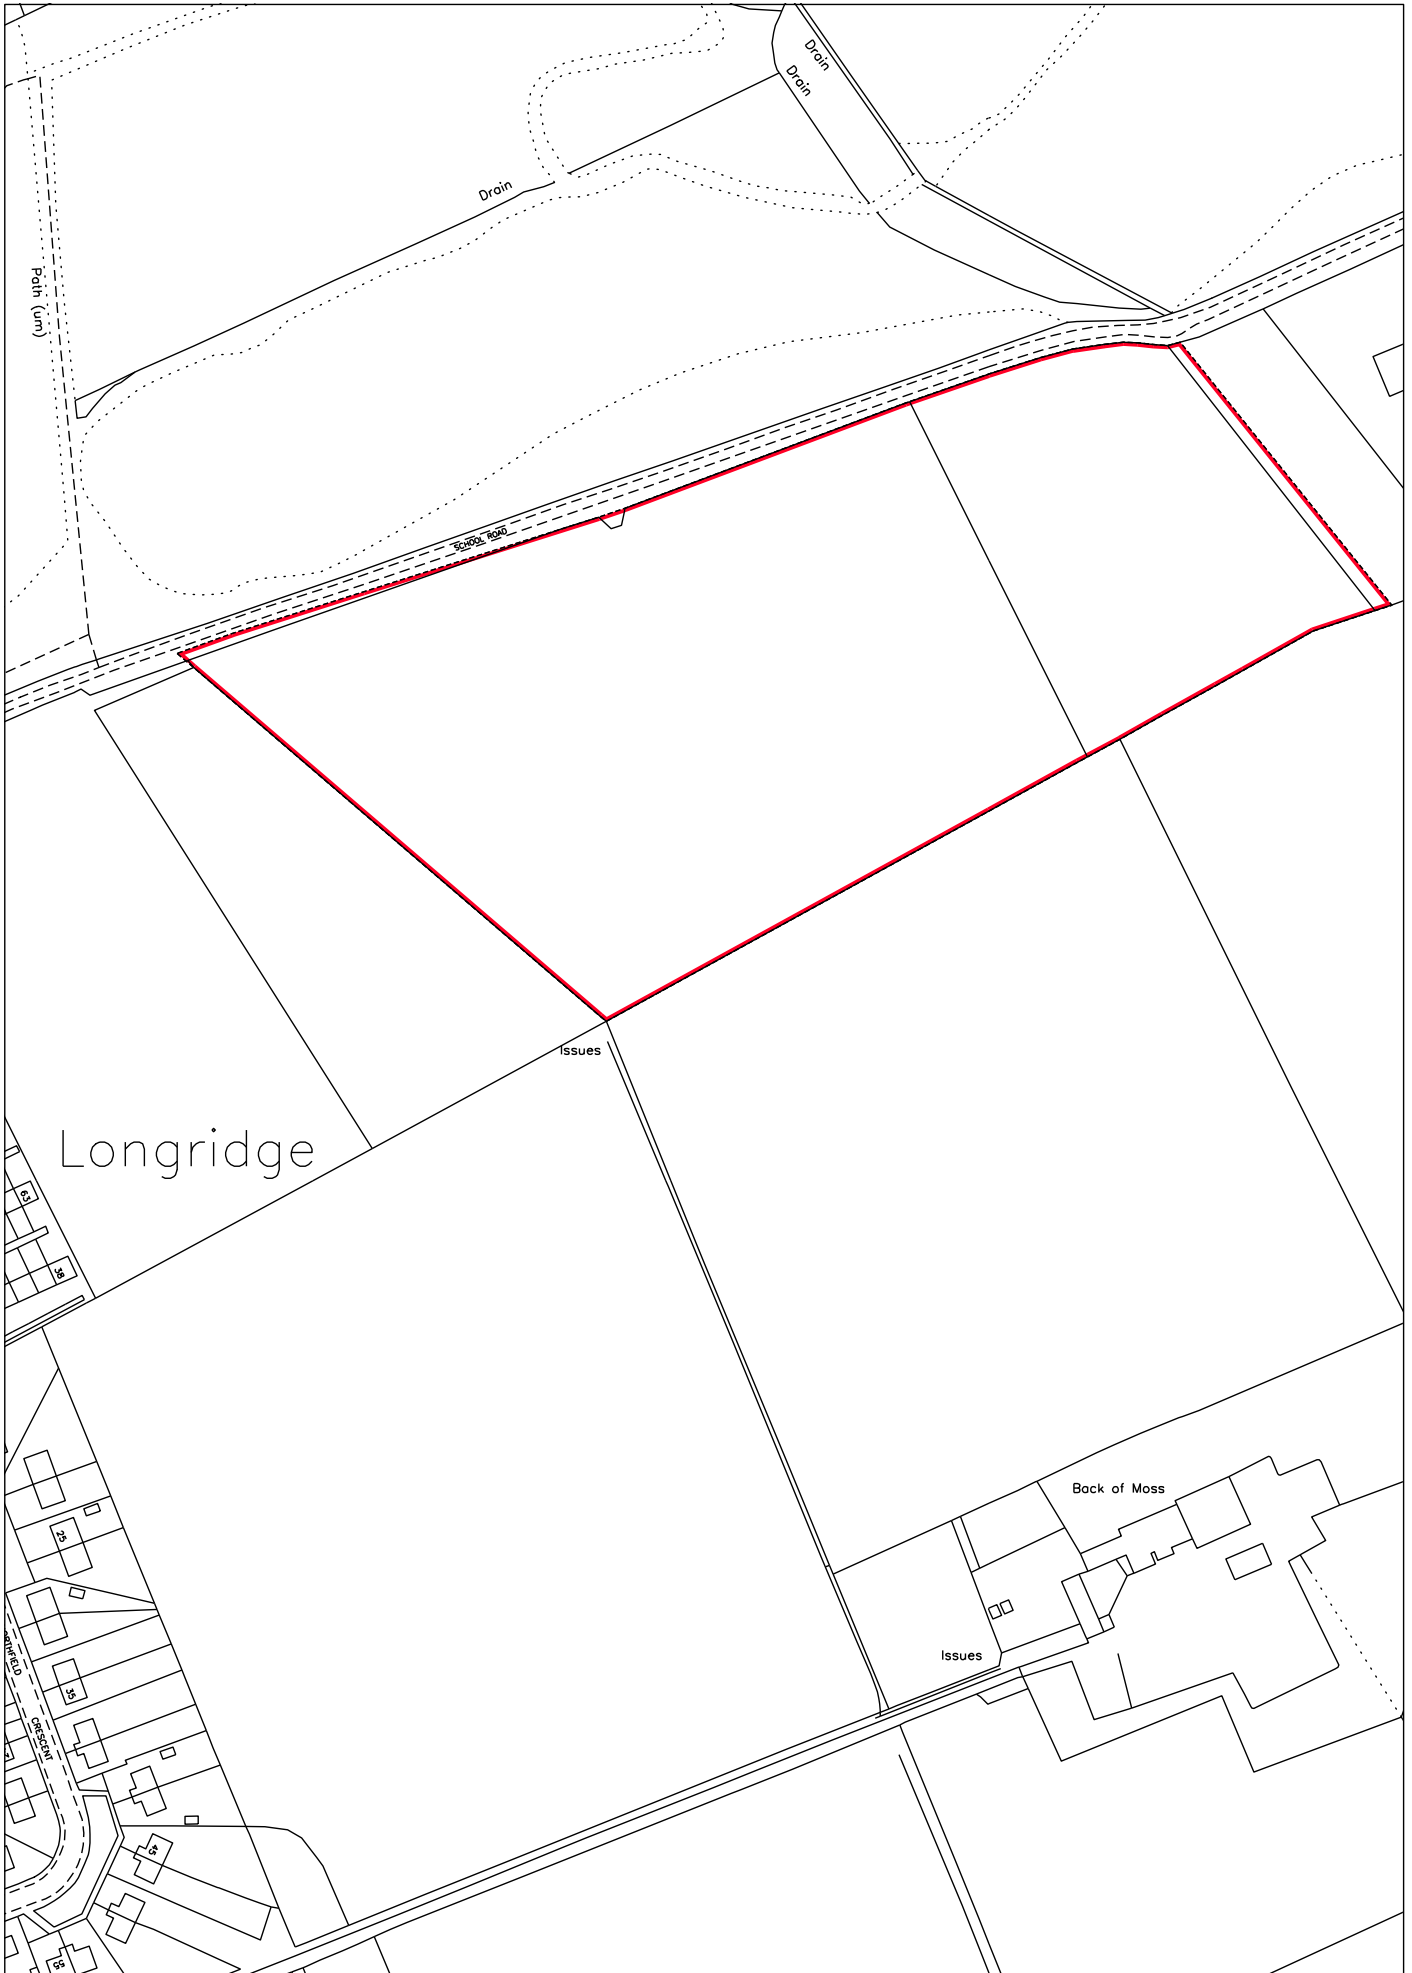 Drain
Drain
Drain
Path (um)
SCHOOL ROAD
Issues
Longridge
63
38
Back of Moss
25
Issues
35
CRESCENT
45
55